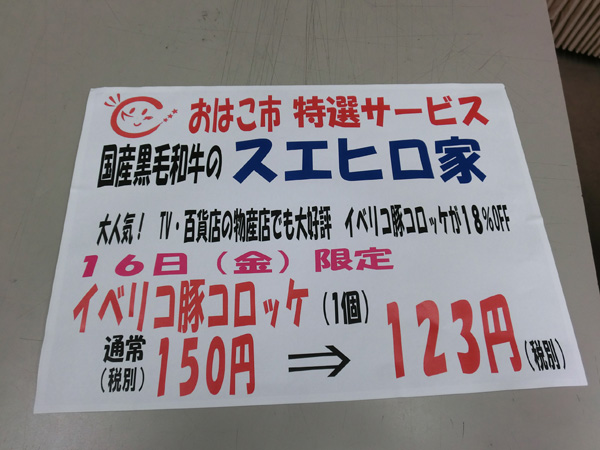 おはこ市 特選サービス
国産黒毛和牛の スエヒロ家
大人気！ TV・百貨店の物産店でも大好評 イベリコ豚コロッケが18%OFF
16日（金）限定
イベリコ豚コロッケ（1個）
通常（税別）150円 ⇒ 123円（税別）